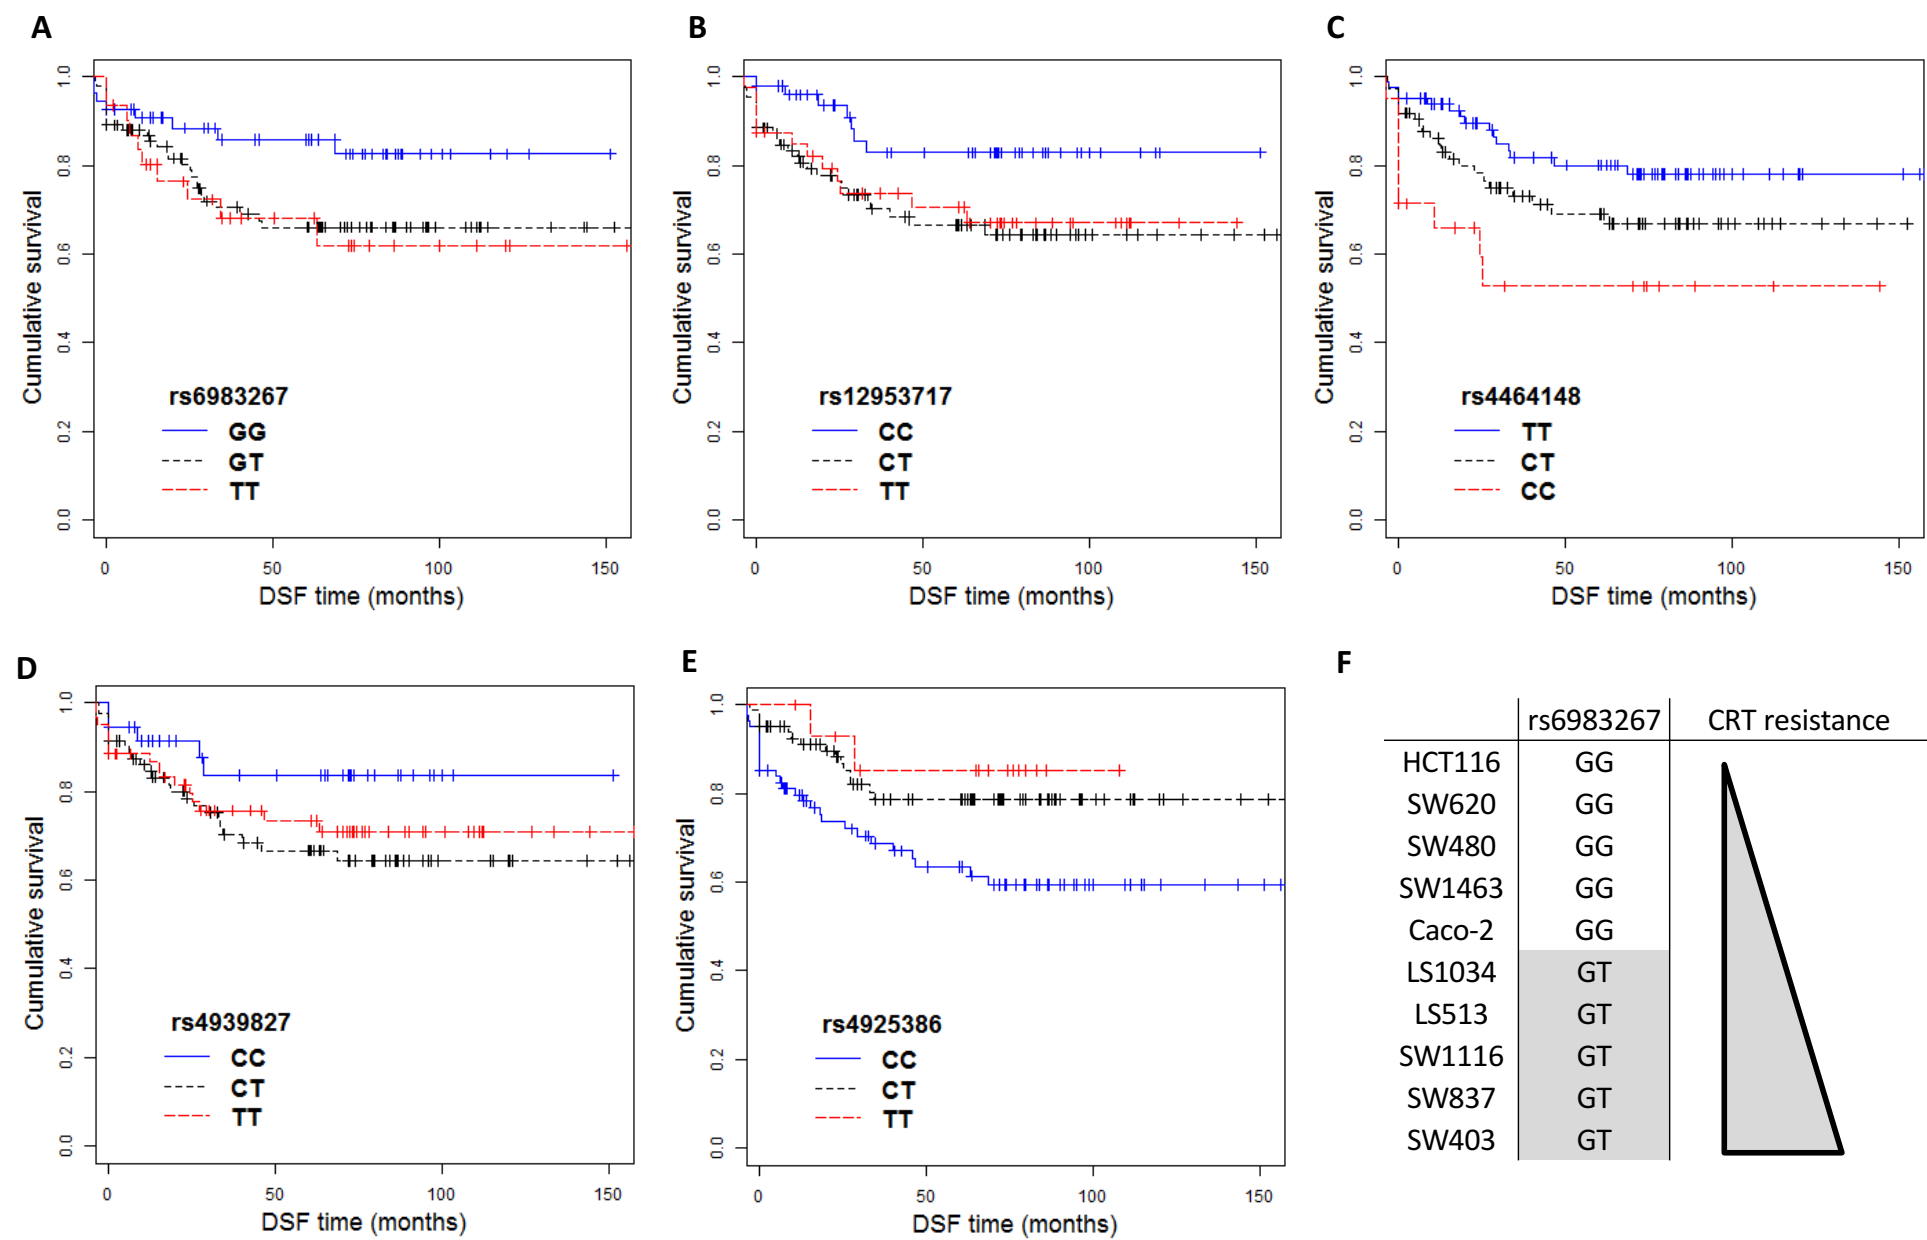 A
Cumulative survival
1.0
0.8
0.6
0.4
0.2
0.0
rs6983267
GG
GT
TT
0 50 100 150
DSF time (months)
B
Cumulative survival
1.0
0.8
0.6
0.4
0.2
0.0
rs12953717
CC
CT
TT
0 50 100 150
DSF time (months)
C
Cumulative survival
1.0
0.8
0.6
0.4
0.2
0.0
rs4464148
TT
CT
CC
0 50 100 150
DSF time (months)
D
Cumulative survival
1.0
0.8
0.6
0.4
0.2
0.0
rs4939827
CC
CT
TT
0 50 100 150
DSF time (months)
E
Cumulative survival
1.0
0.8
0.6
0.4
0.2
0.0
rs4925386
CC
CT
TT
0 50 100 150
DSF time (months)
F
rs6983267 CRT resistance
HCT116 GG
SW620 GG
SW480 GG
SW1463 GG
Caco-2 GG
LS1034 GT
LS513 GT
SW1116 GT
SW837 GT
SW403 GT